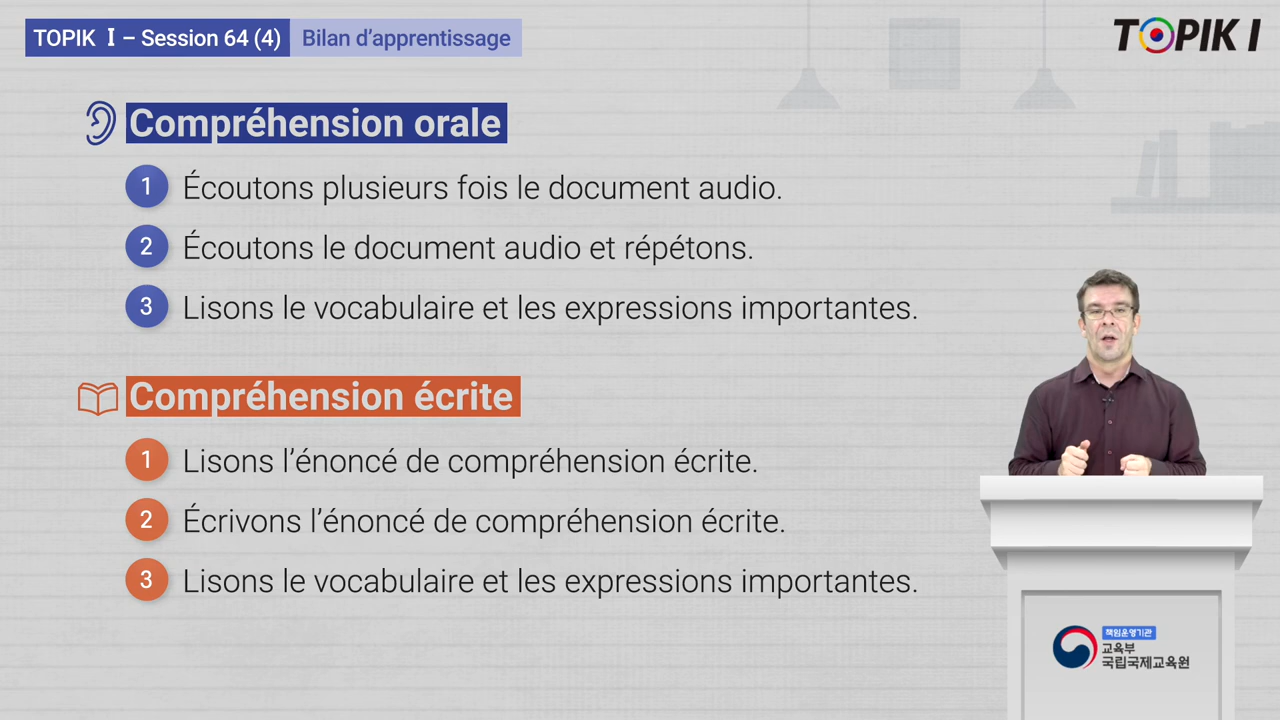 TOPIK I – Session 64 (4) Bilan d’apprentissage
TOPIK I
Compréhension orale
1 Écoutons plusieurs fois le document audio.
2 Écoutons le document audio et répétons.
3 Lisons le vocabulaire et les expressions importantes.
Compréhension écrite
1 Lisons l’énoncé de compréhension écrite.
2 Écrivons l’énoncé de compréhension écrite.
3 Lisons le vocabulaire et les expressions importantes.
책임운영기관
교육부
국립국제교육원